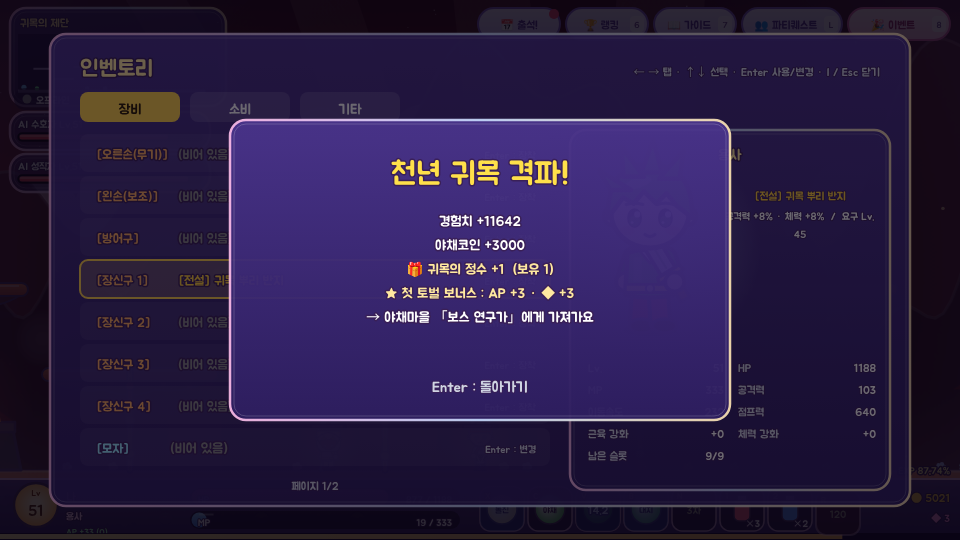 귀목의 제단
출석!
랭킹 6
가이드 7
파티퀘스트 L
이벤트 8
인벤토리
← → 탭 · ↑ ↓ 선택 · Enter 사용/변경 · I / Esc 닫기
장비
소비
기타
[오른손(무기)] (비어 있음
[왼손(보조)] (비어 있음
[방어구] (비어 있음
[장신구 1] [전설] 귀목
[장신구 2] (비어 있음
[장신구 3] (비어 있음
[장신구 4] (비어 있음
[모자] (비어 있음) Enter : 변경
페이지 1/2
천년 귀목 격파!
경험치 +11642
야채코인 +3000
귀목의 정수 +1 (보유 1)
★ 첫 토벌 보너스 : AP +3 · ◆ +3
→ 야채마을 「보스 연구가」에게 가져가요
Enter : 돌아가기
[전설] 귀목 뿌리 반지
공격력 +8% · 체력 +8% / 요구 Lv.
45
HP 1188
공격력 103
점프력 640
근육 강화 +0 체력 강화 +0
남은 슬롯 9/9
Lv
51
용사
MP
19 / 333
×3
×2
120
5021
◆ 3